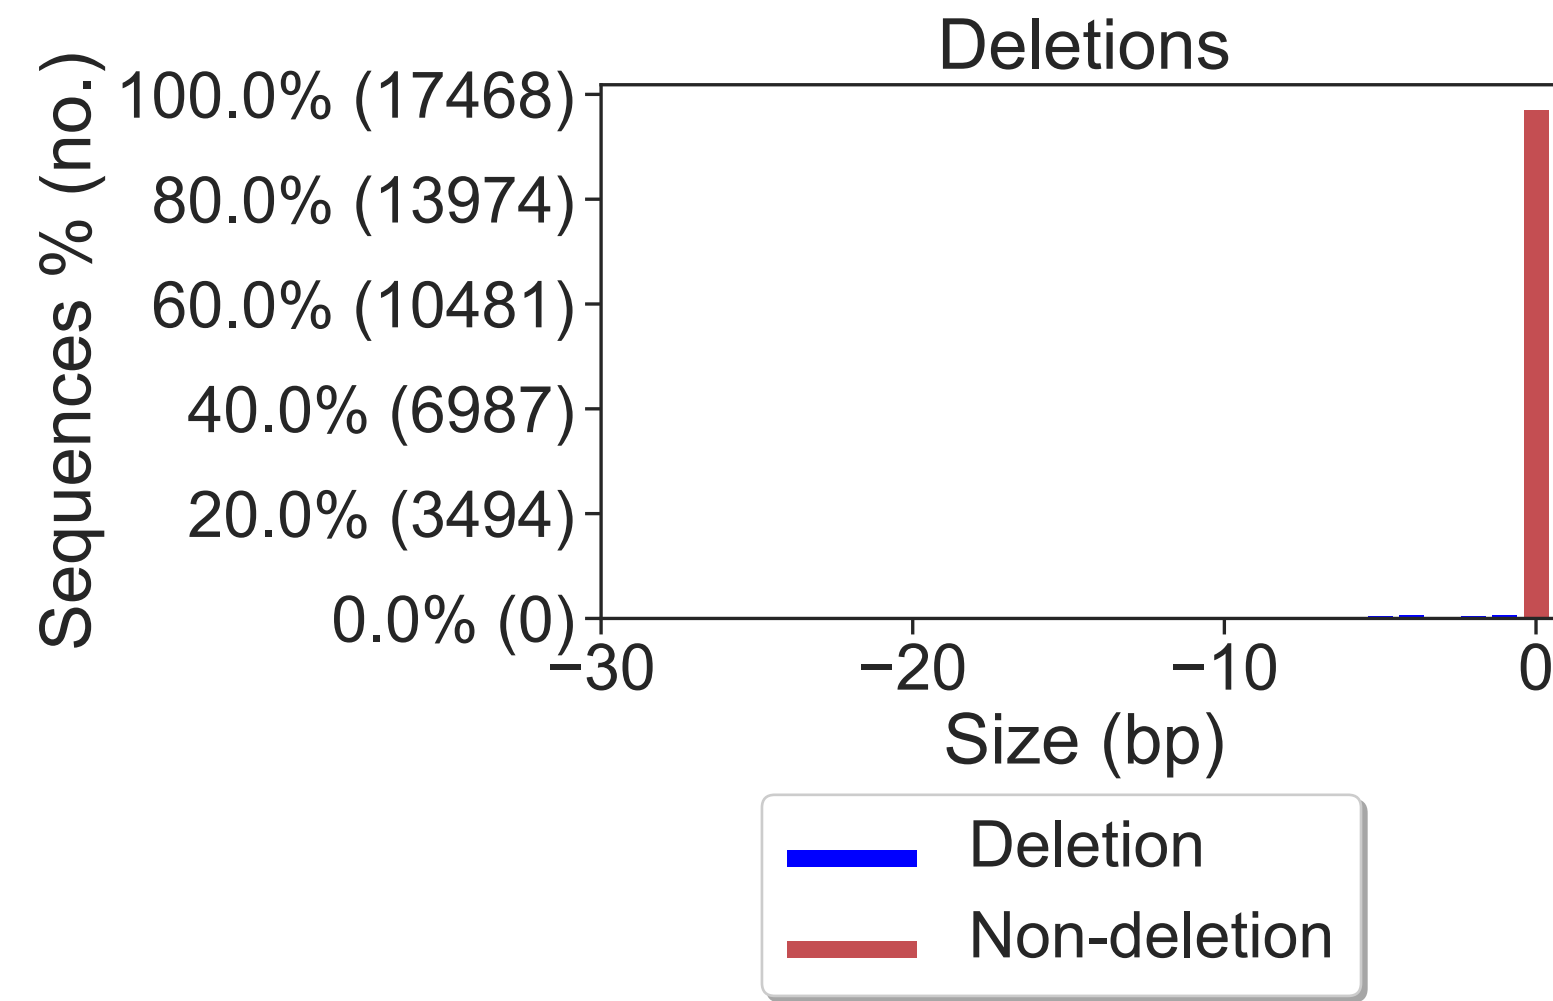 Deletions
Sequences % (no.)
100.0% (17468)
80.0% (13974)
60.0% (10481)
40.0% (6987)
20.0% (3494)
0.0% (0)
−30 −20 −10 0
Size (bp)
Deletion
Non-deletion